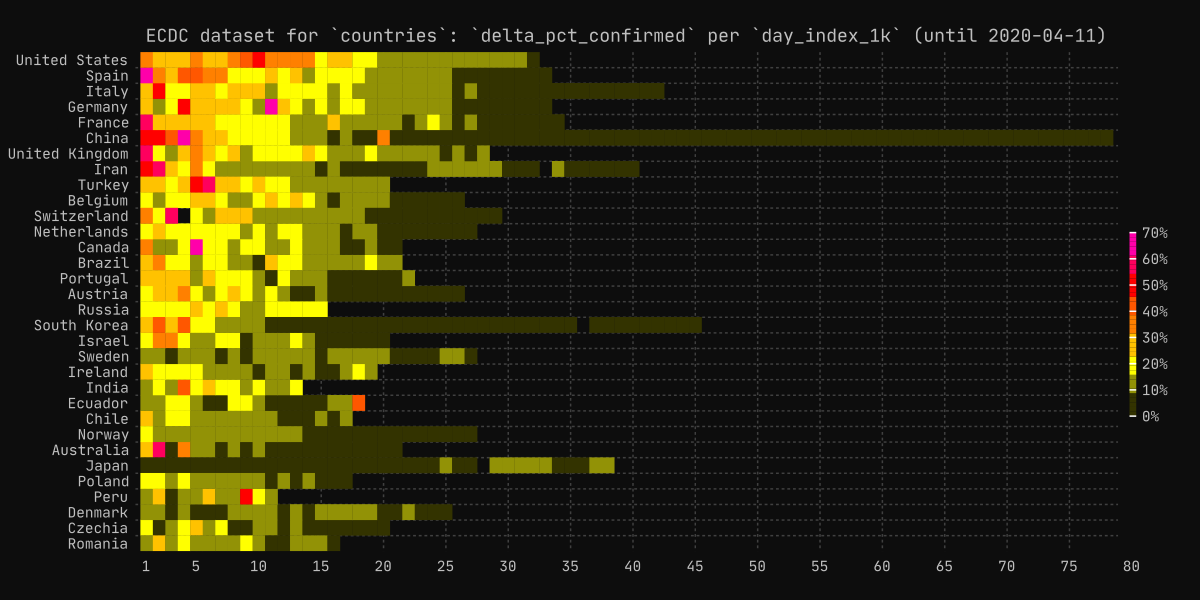 ECDC dataset for `countries`: `delta_pct_confirmed` per `day_index_1k` (until 2020-04-11)
United States
Spain
Italy
Germany
France
China
United Kingdom
Iran
Turkey
Belgium
Switzerland
Netherlands
Canada
Brazil
Portugal
Austria
Russia
South Korea
Israel
Sweden
Ireland
India
Ecuador
Chile
Norway
Australia
Japan
Poland
Peru
Denmark
Czechia
Romania
1 5 10 15 20 25 30 35 40 45 50 55 60 65 70 75 80
70%
60%
50%
40%
30%
20%
10%
0%